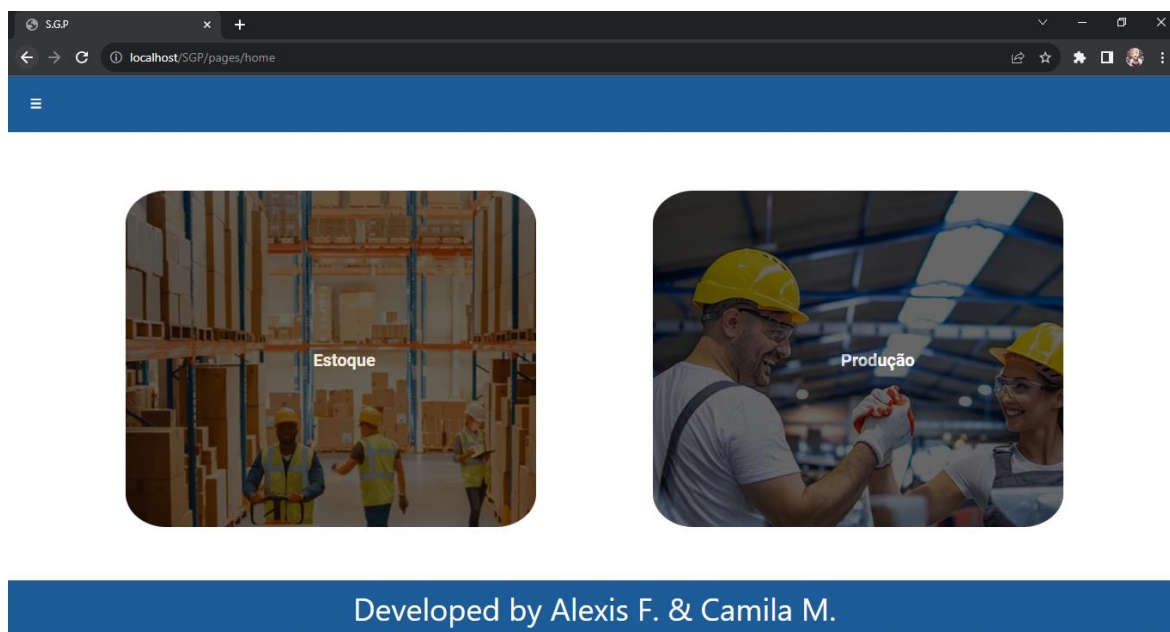 S.G.P
localhost/SGP/pages/home
Estoque
Produção
Developed by Alexis F. & Camila M.